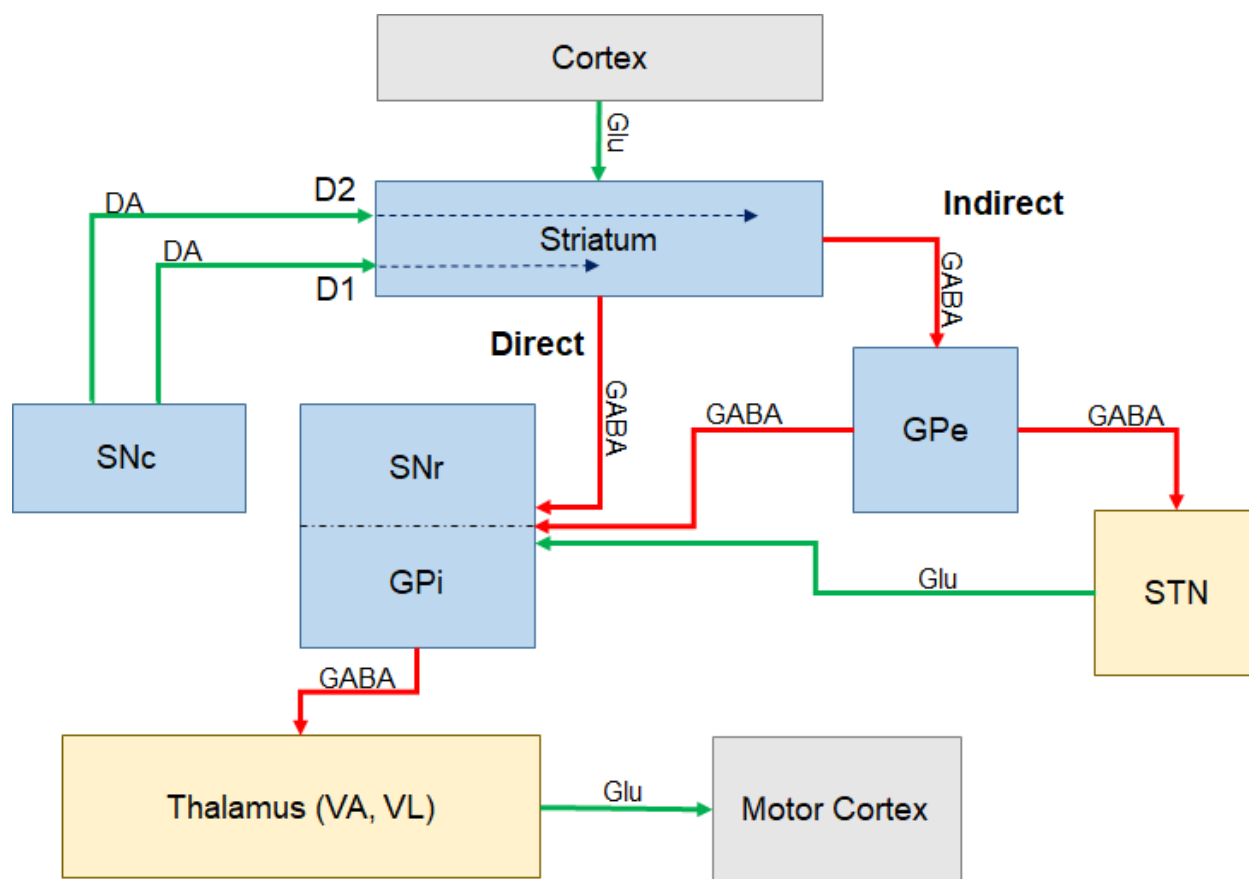 Cortex
Glu
D2
DA
Striatum
Indirect
DA
D1
GABA
Direct
GABA
SNc
SNr
GABA
GPe
GABA
GPi
Glu
STN
GABA
Thalamus (VA, VL)
Glu
Motor Cortex